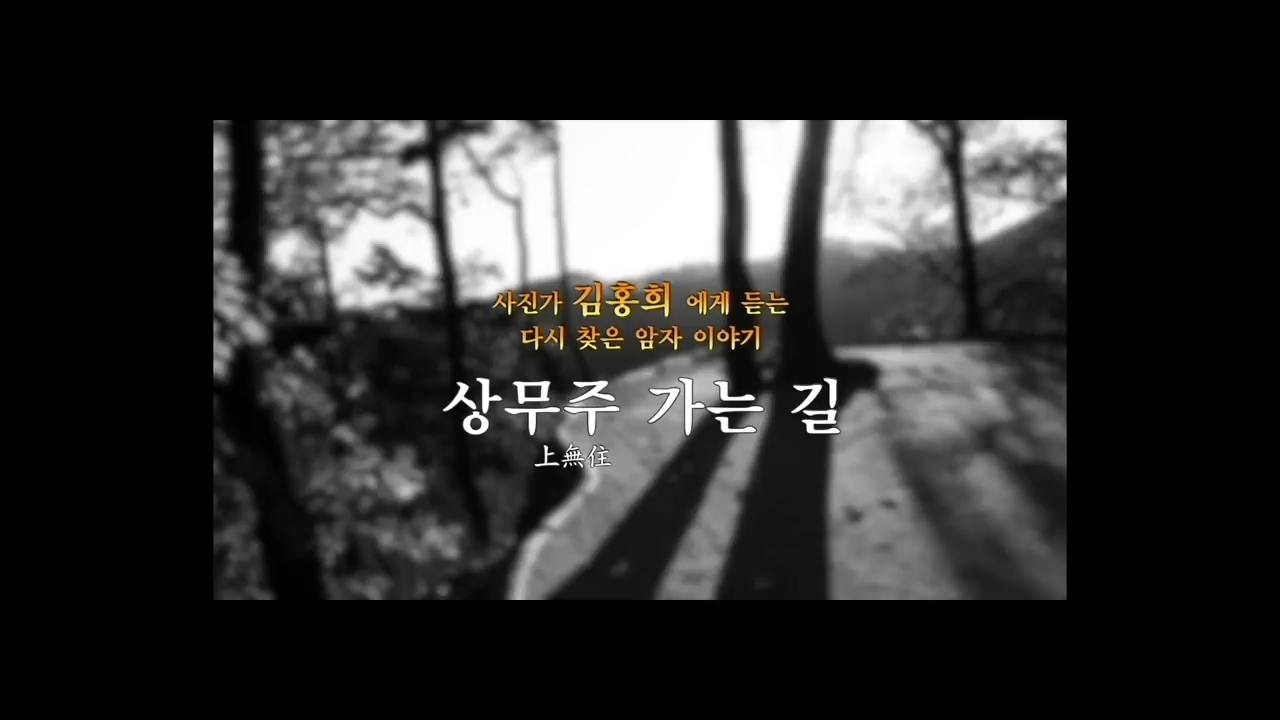 사진가 김홍희 에게 듣는
다시 찾은 암자 이야기
상무주 가는 길
上無住